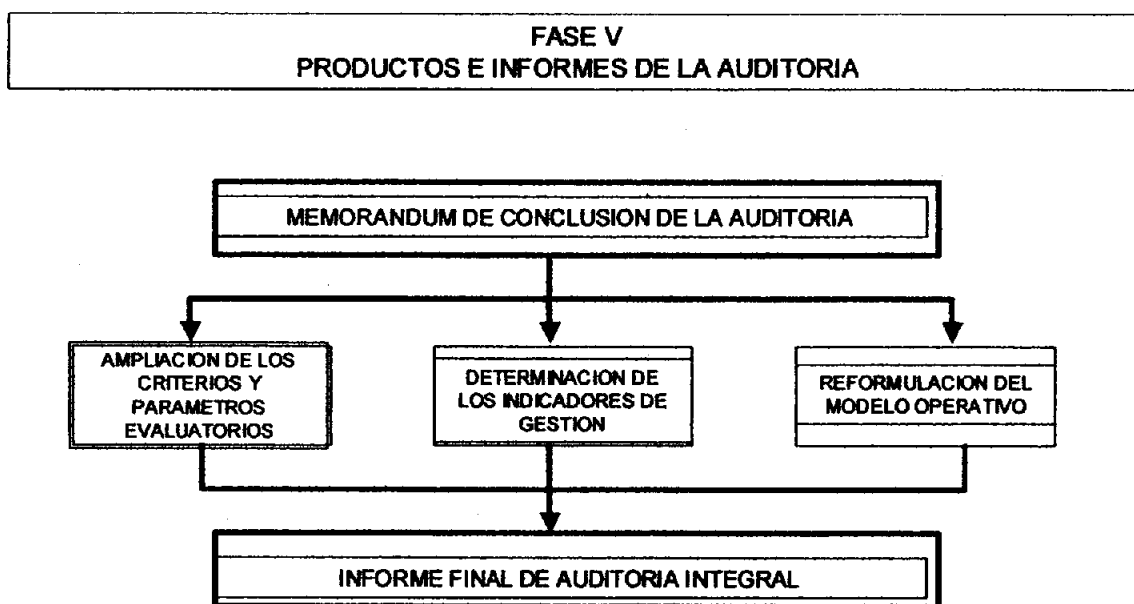 FASE V
PRODUCTOS E INFORMES DE LA AUDITORIA
MEMORANDUM DE CONCLUSION DE LA AUDITORIA
AMPLIACION DE LOS
CRITERIOS Y
PARAMETROS
EVALUATORIOS
DETERMINACION DE
LOS INDICADORES DE
GESTION
REFORMULACION DEL
MODELO OPERATIVO
INFORME FINAL DE AUDITORIA INTEGRAL